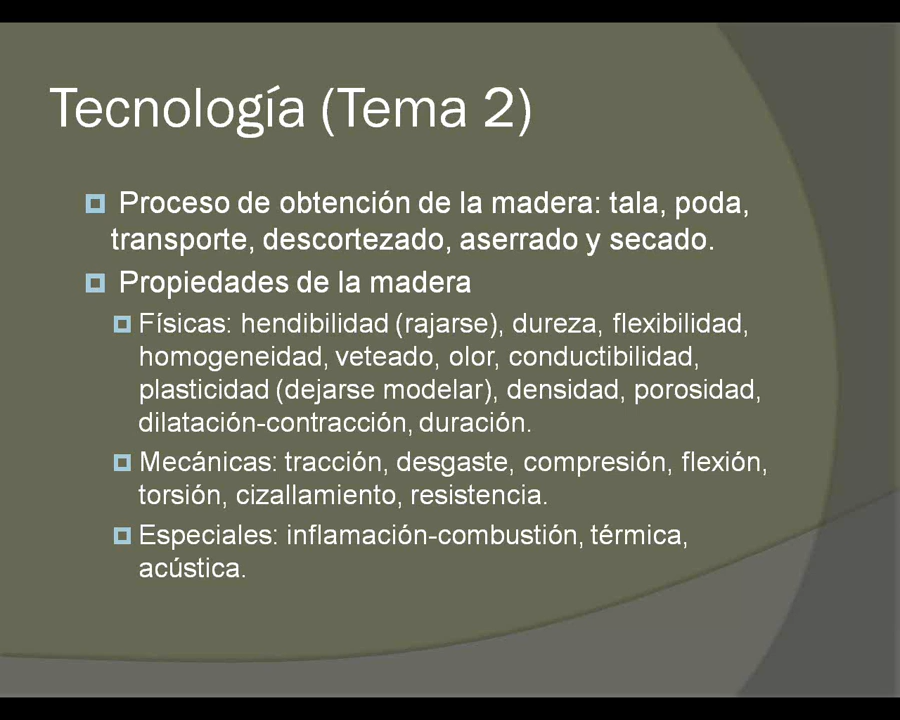 Tecnología (Tema 2)
Proceso de obtención de la madera: tala, poda,
transporte, descortezado, aserrado y secado.
Propiedades de la madera
Físicas: hendibilidad (rajarse), dureza, flexibilidad,
homogeneidad, veteado, olor, conductibilidad,
plasticidad (dejarse modelar), densidad, porosidad,
dilatación-contracción, duración.
Mecánicas: tracción, desgaste, compresión, flexión,
torsión, cizallamiento, resistencia.
Especiales: inflamación-combustión, térmica,
acústica.